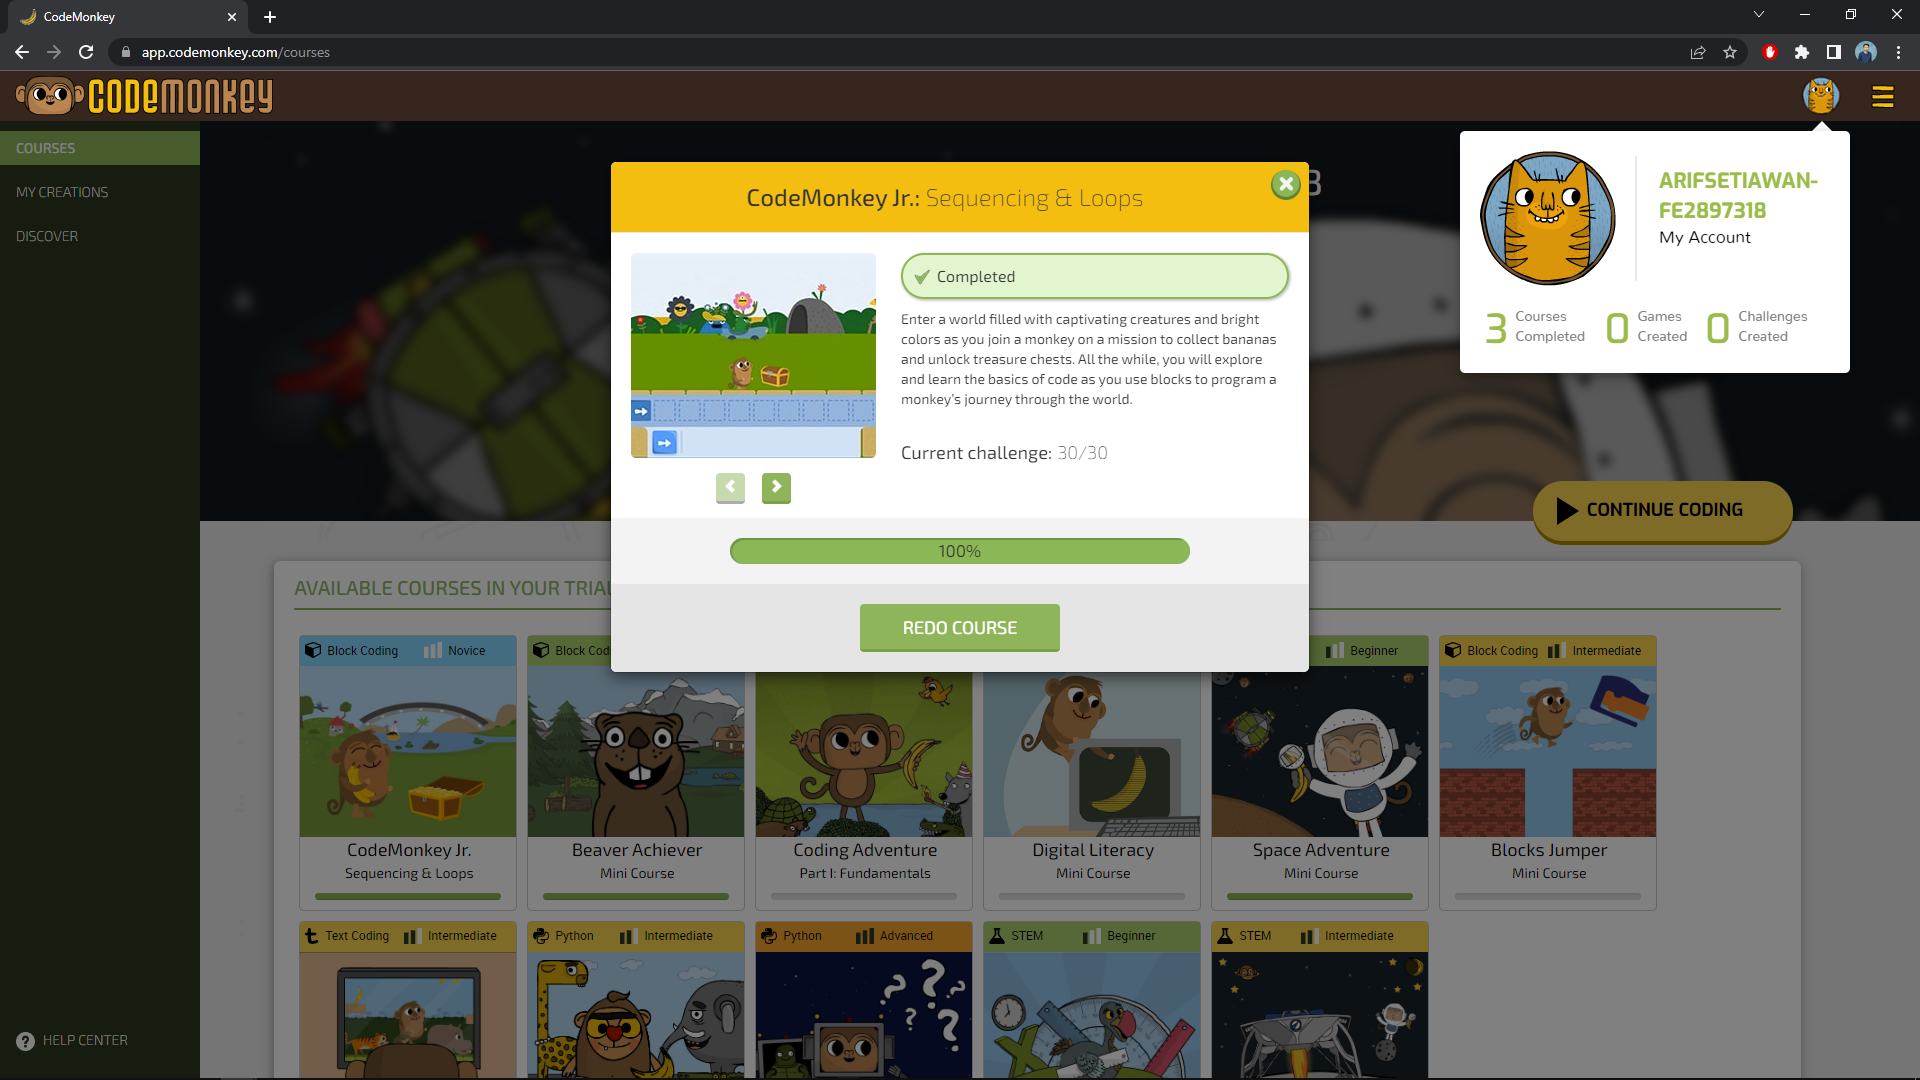 CodeMonkey
app.codemonkey.com/courses
CODEMONKEY
COURSES
MY CREATIONS
DISCOVER
HELP CENTER
ARIFSETIAWAN-
FE2897318
My Account
3 Courses Completed
0 Games Created
0 Challenges Created
CodeMonkey Jr.: Sequencing & Loops
Completed
Enter a world filled with captivating creatures and bright
colors as you join a monkey on a mission to collect bananas
and unlock treasure chests. All the while, you will explore
and learn the basics of code as you use blocks to program a
monkey's journey through the world.
Current challenge: 30/30
100%
REDO COURSE
CONTINUE CODING
AVAILABLE COURSES IN YOUR TRIAL
Block Coding Novice
Block Cod
Beginner
Block Coding Intermediate
CodeMonkey Jr.
Sequencing & Loops
Beaver Achiever
Mini Course
Coding Adventure
Part I: Fundamentals
Digital Literacy
Mini Course
Space Adventure
Mini Course
Blocks Jumper
Mini Course
Text Coding Intermediate
Python Intermediate
Python Advanced
STEM Beginner
STEM Intermediate